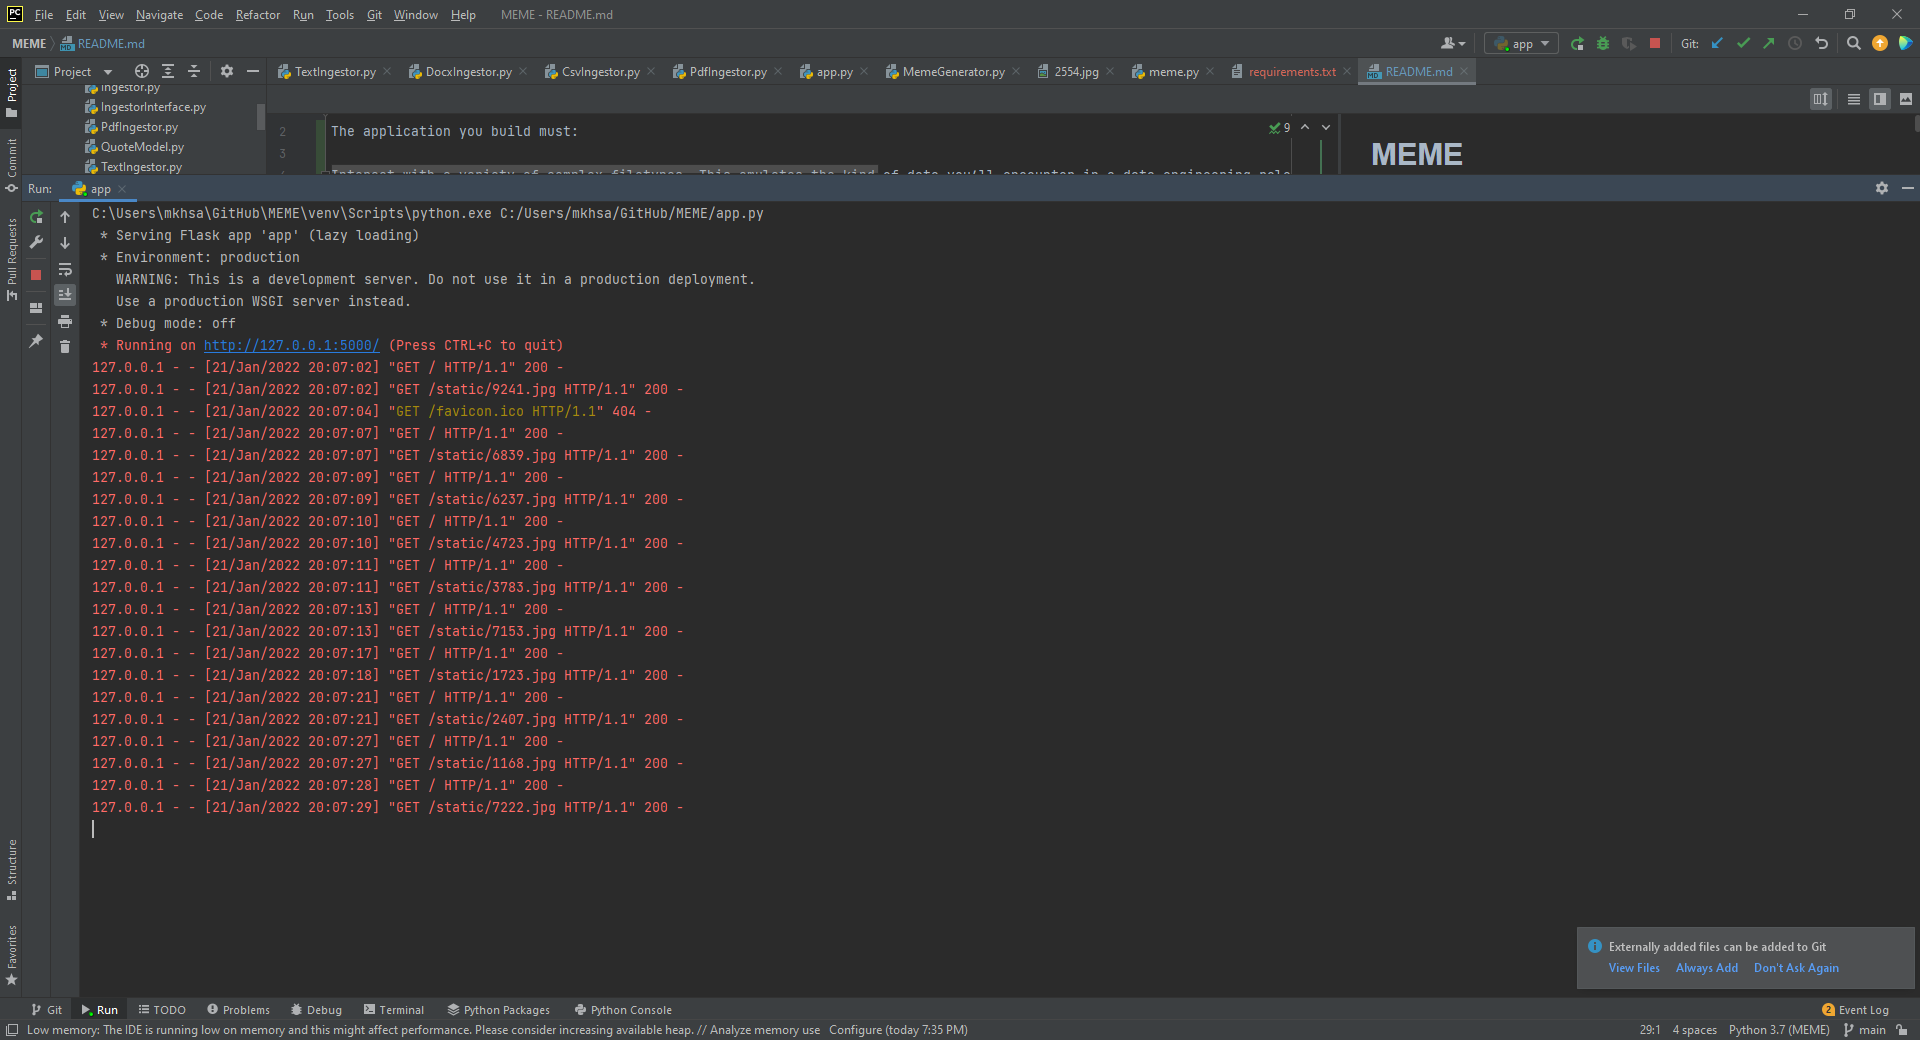 PC File Edit View Navigate Code Refactor Run Tools Git Window Help MEME - README.md
MEME README.md app Git:
Project TextIngestor.py DocxIngestor.py CsvIngestor.py PdfIngestor.py app.py MemeGenerator.py 2554.jpg meme.py requirements.txt README.md
Ingestor.py
IngestorInterface.py
PdfIngestor.py
QuoteModel.py
TextIngestor.py
2 The application you build must: 9
3
Interact with a variety of complex filetypes. This emulates the kind of data you'll encounter in a data engineering role
MEME
Project
Commit
Pull Requests
Structure
Favorites
Run: app
C:\Users\mkhsa\GitHub\MEME\venv\Scripts\python.exe C:/Users/mkhsa/GitHub/MEME/app.py
* Serving Flask app 'app' (lazy loading)
* Environment: production
WARNING: This is a development server. Do not use it in a production deployment.
Use a production WSGI server instead.
* Debug mode: off
* Running on http://127.0.0.1:5000/ (Press CTRL+C to quit)
127.0.0.1 - - [21/Jan/2022 20:07:02] "GET / HTTP/1.1" 200 -
127.0.0.1 - - [21/Jan/2022 20:07:02] "GET /static/9241.jpg HTTP/1.1" 200 -
127.0.0.1 - - [21/Jan/2022 20:07:04] "GET /favicon.ico HTTP/1.1" 404 -
127.0.0.1 - - [21/Jan/2022 20:07:07] "GET / HTTP/1.1" 200 -
127.0.0.1 - - [21/Jan/2022 20:07:07] "GET /static/6839.jpg HTTP/1.1" 200 -
127.0.0.1 - - [21/Jan/2022 20:07:09] "GET / HTTP/1.1" 200 -
127.0.0.1 - - [21/Jan/2022 20:07:09] "GET /static/6237.jpg HTTP/1.1" 200 -
127.0.0.1 - - [21/Jan/2022 20:07:10] "GET / HTTP/1.1" 200 -
127.0.0.1 - - [21/Jan/2022 20:07:10] "GET /static/4723.jpg HTTP/1.1" 200 -
127.0.0.1 - - [21/Jan/2022 20:07:11] "GET / HTTP/1.1" 200 -
127.0.0.1 - - [21/Jan/2022 20:07:11] "GET /static/3783.jpg HTTP/1.1" 200 -
127.0.0.1 - - [21/Jan/2022 20:07:13] "GET / HTTP/1.1" 200 -
127.0.0.1 - - [21/Jan/2022 20:07:13] "GET /static/7153.jpg HTTP/1.1" 200 -
127.0.0.1 - - [21/Jan/2022 20:07:17] "GET / HTTP/1.1" 200 -
127.0.0.1 - - [21/Jan/2022 20:07:18] "GET /static/1723.jpg HTTP/1.1" 200 -
127.0.0.1 - - [21/Jan/2022 20:07:21] "GET / HTTP/1.1" 200 -
127.0.0.1 - - [21/Jan/2022 20:07:21] "GET /static/2407.jpg HTTP/1.1" 200 -
127.0.0.1 - - [21/Jan/2022 20:07:27] "GET / HTTP/1.1" 200 -
127.0.0.1 - - [21/Jan/2022 20:07:27] "GET /static/1168.jpg HTTP/1.1" 200 -
127.0.0.1 - - [21/Jan/2022 20:07:28] "GET / HTTP/1.1" 200 -
127.0.0.1 - - [21/Jan/2022 20:07:29] "GET /static/7222.jpg HTTP/1.1" 200 -
Externally added files can be added to Git
View Files Always Add Don't Ask Again
Git Run TODO Problems Debug Terminal Python Packages Python Console 2 Event Log
Low memory: The IDE is running low on memory and this might affect performance. Please consider increasing available heap. // Analyze memory use Configure (today 7:35 PM) 29:1 4 spaces Python 3.7 (MEME) main